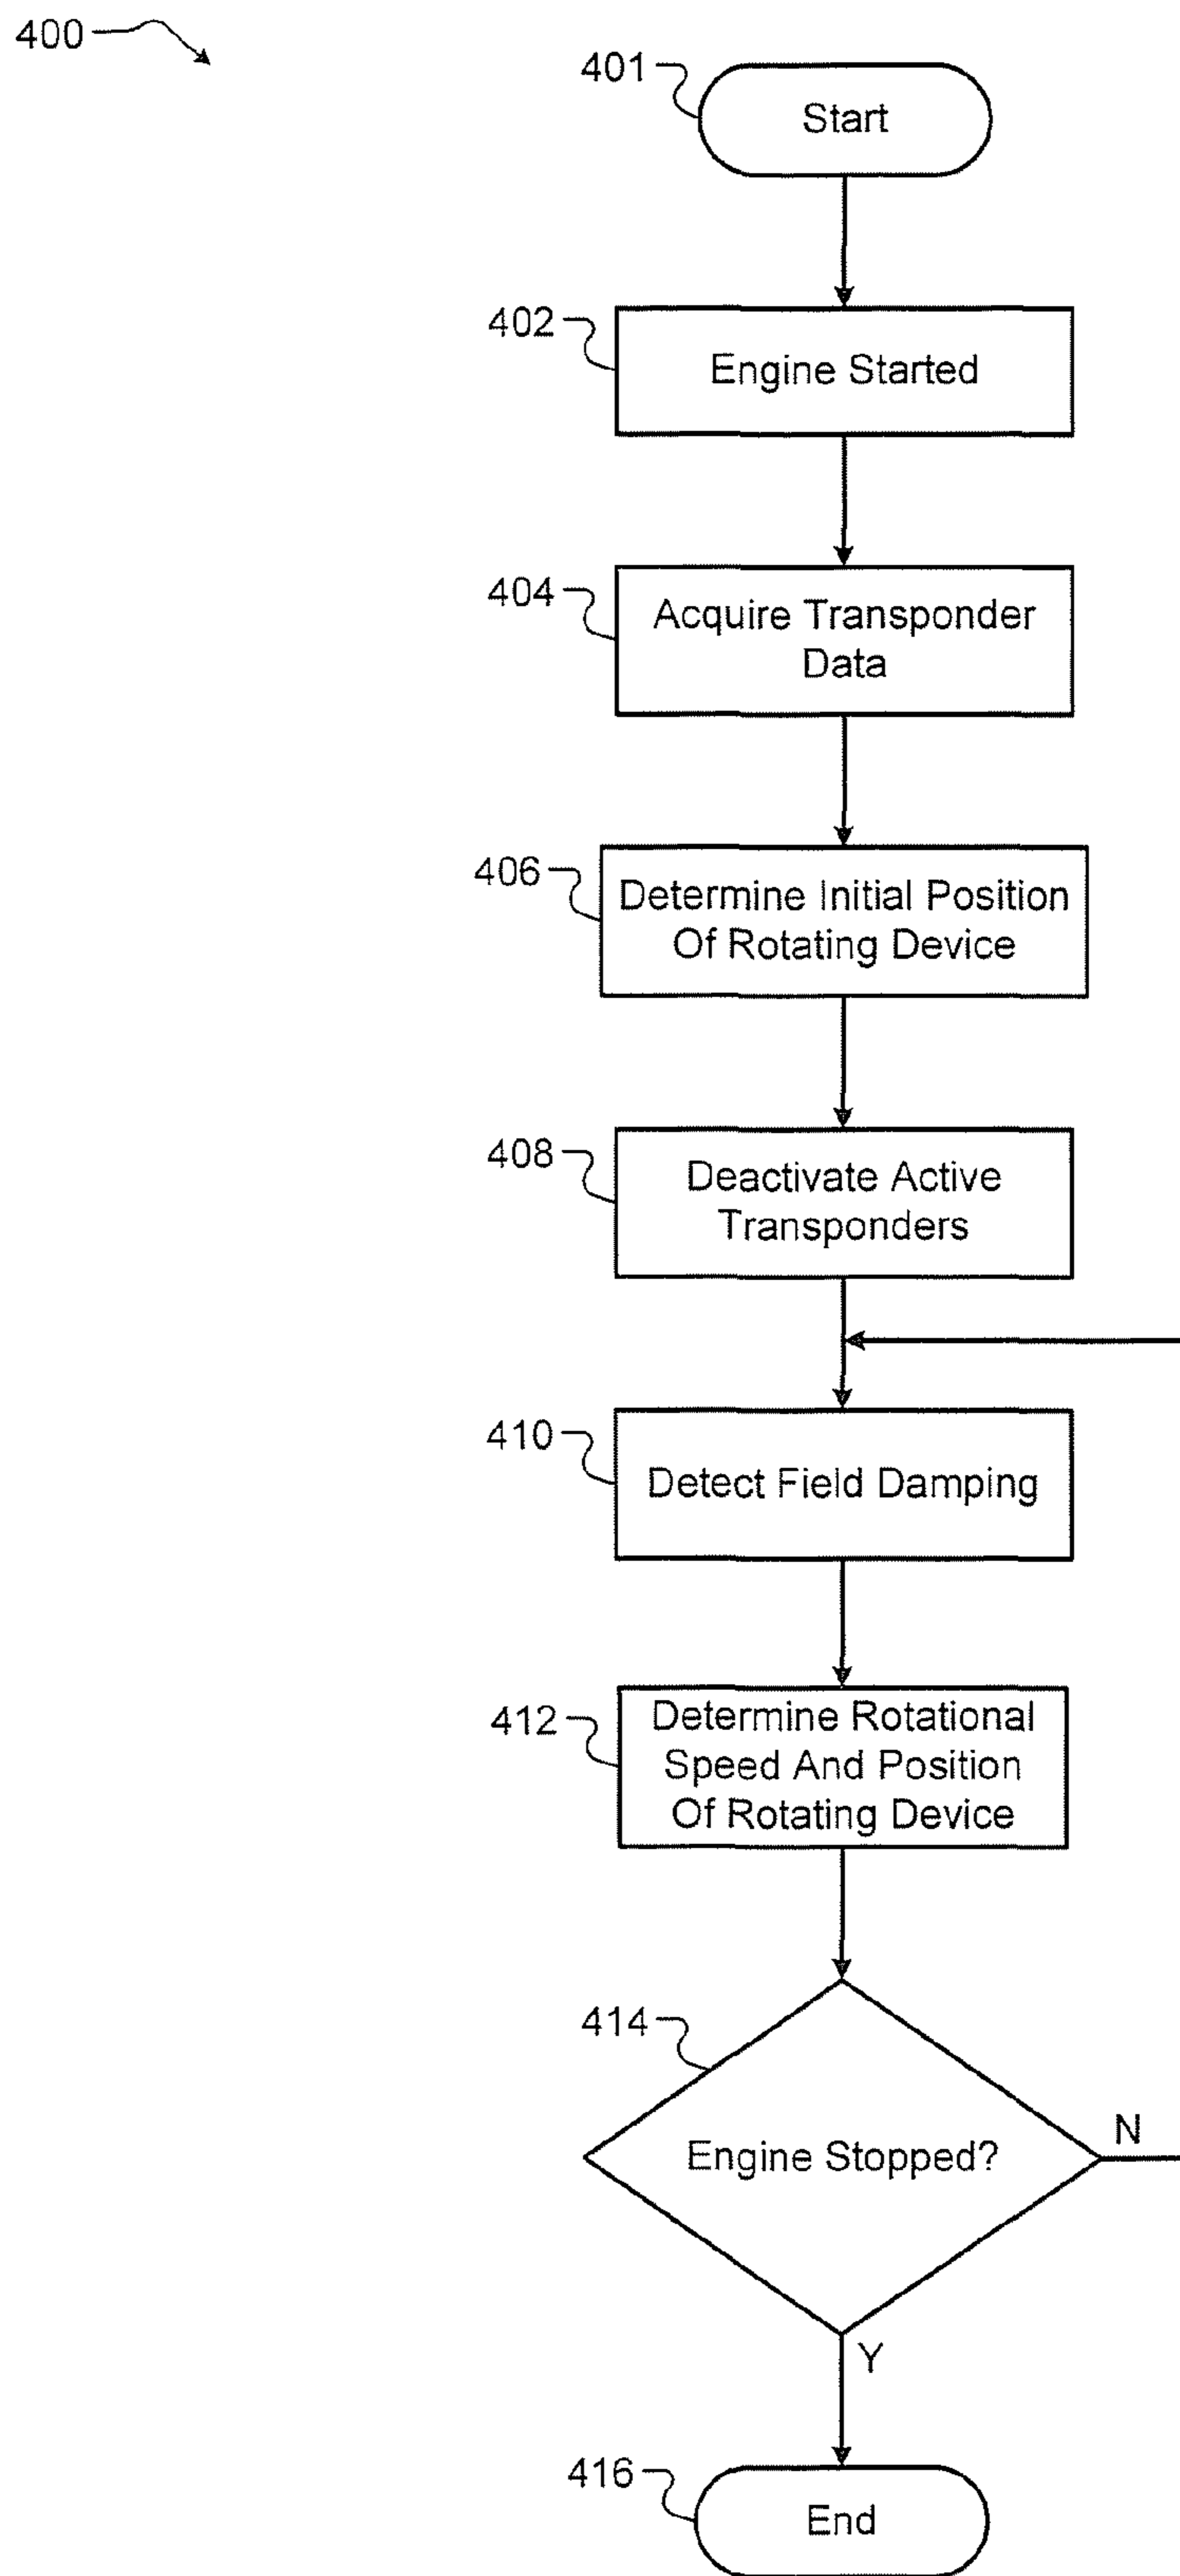 400
401
Start
402
Engine Started
404
Acquire Transponder
Data
406
Determine Initial Position
Of Rotating Device
408
Deactivate Active
Transponders
410
Detect Field Damping
412
Determine Rotational
Speed And Position
Of Rotating Device
414
Engine Stopped?
N
Y
416
End